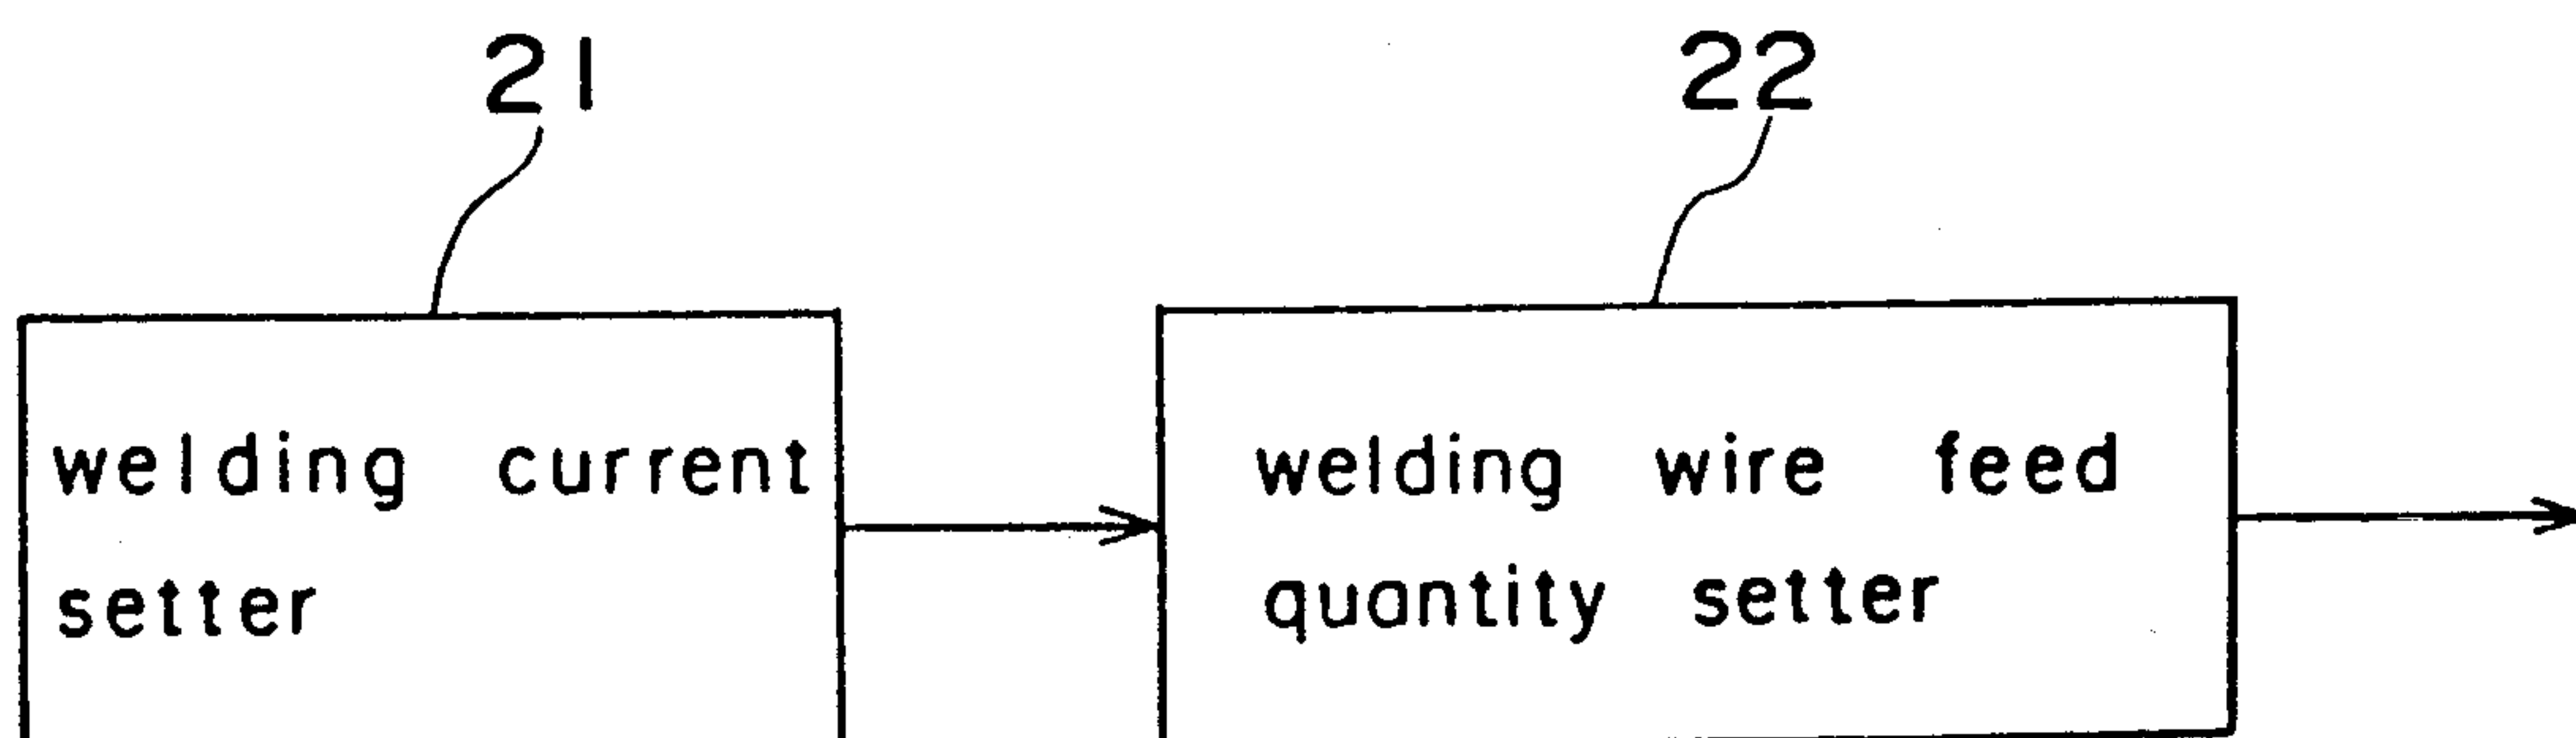 21
22
welding current
setter
welding wire feed
quantity setter